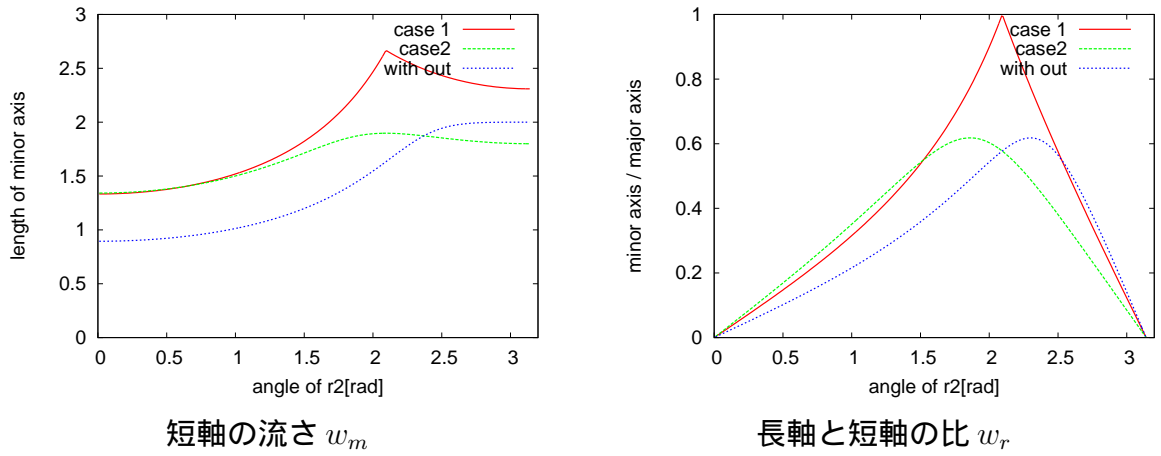 3
2.5
2
1.5
1
0.5
0
0
0.5
1
1.5
2
2.5
3
length of minor axis
angle of r2[rad]
case 1
case2
with out
短軸の流さ w_m
1
0.8
0.6
0.4
0.2
0
0
0.5
1
1.5
2
2.5
3
minor axis / major axis
angle of r2[rad]
case 1
case2
with out
長軸と短軸の比 w_r